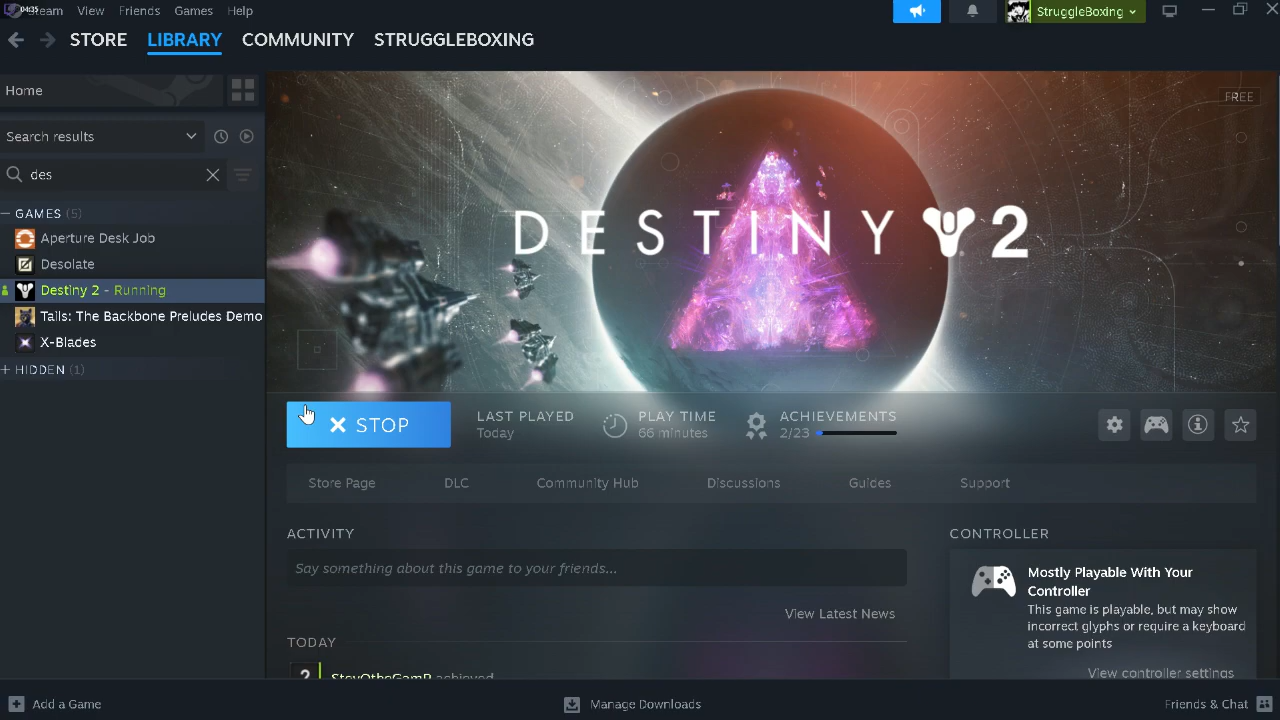 04:35
Steam View Friends Games Help
StruggleBoxing
STORE LIBRARY COMMUNITY STRUGGLEBOXING
Home
Search results
des
GAMES (5)
Aperture Desk Job
Desolate
Destiny 2 - Running
Talls: The Backbone Preludes Demo
X-Blades
HIDDEN (1)
FREE
DESTINY 2
STOP
LAST PLAYED
Today
PLAY TIME
66 minutes
ACHIEVEMENTS
2/23
Store Page DLC Community Hub Discussions Guides Support
ACTIVITY
Say something about this game to your friends...
View Latest News
TODAY
achieved
CONTROLLER
Mostly Playable With Your
Controller
This game is playable, but may show
incorrect glyphs or require a keyboard
at some points
View controller settings
Add a Game
Manage Downloads
Friends & Chat